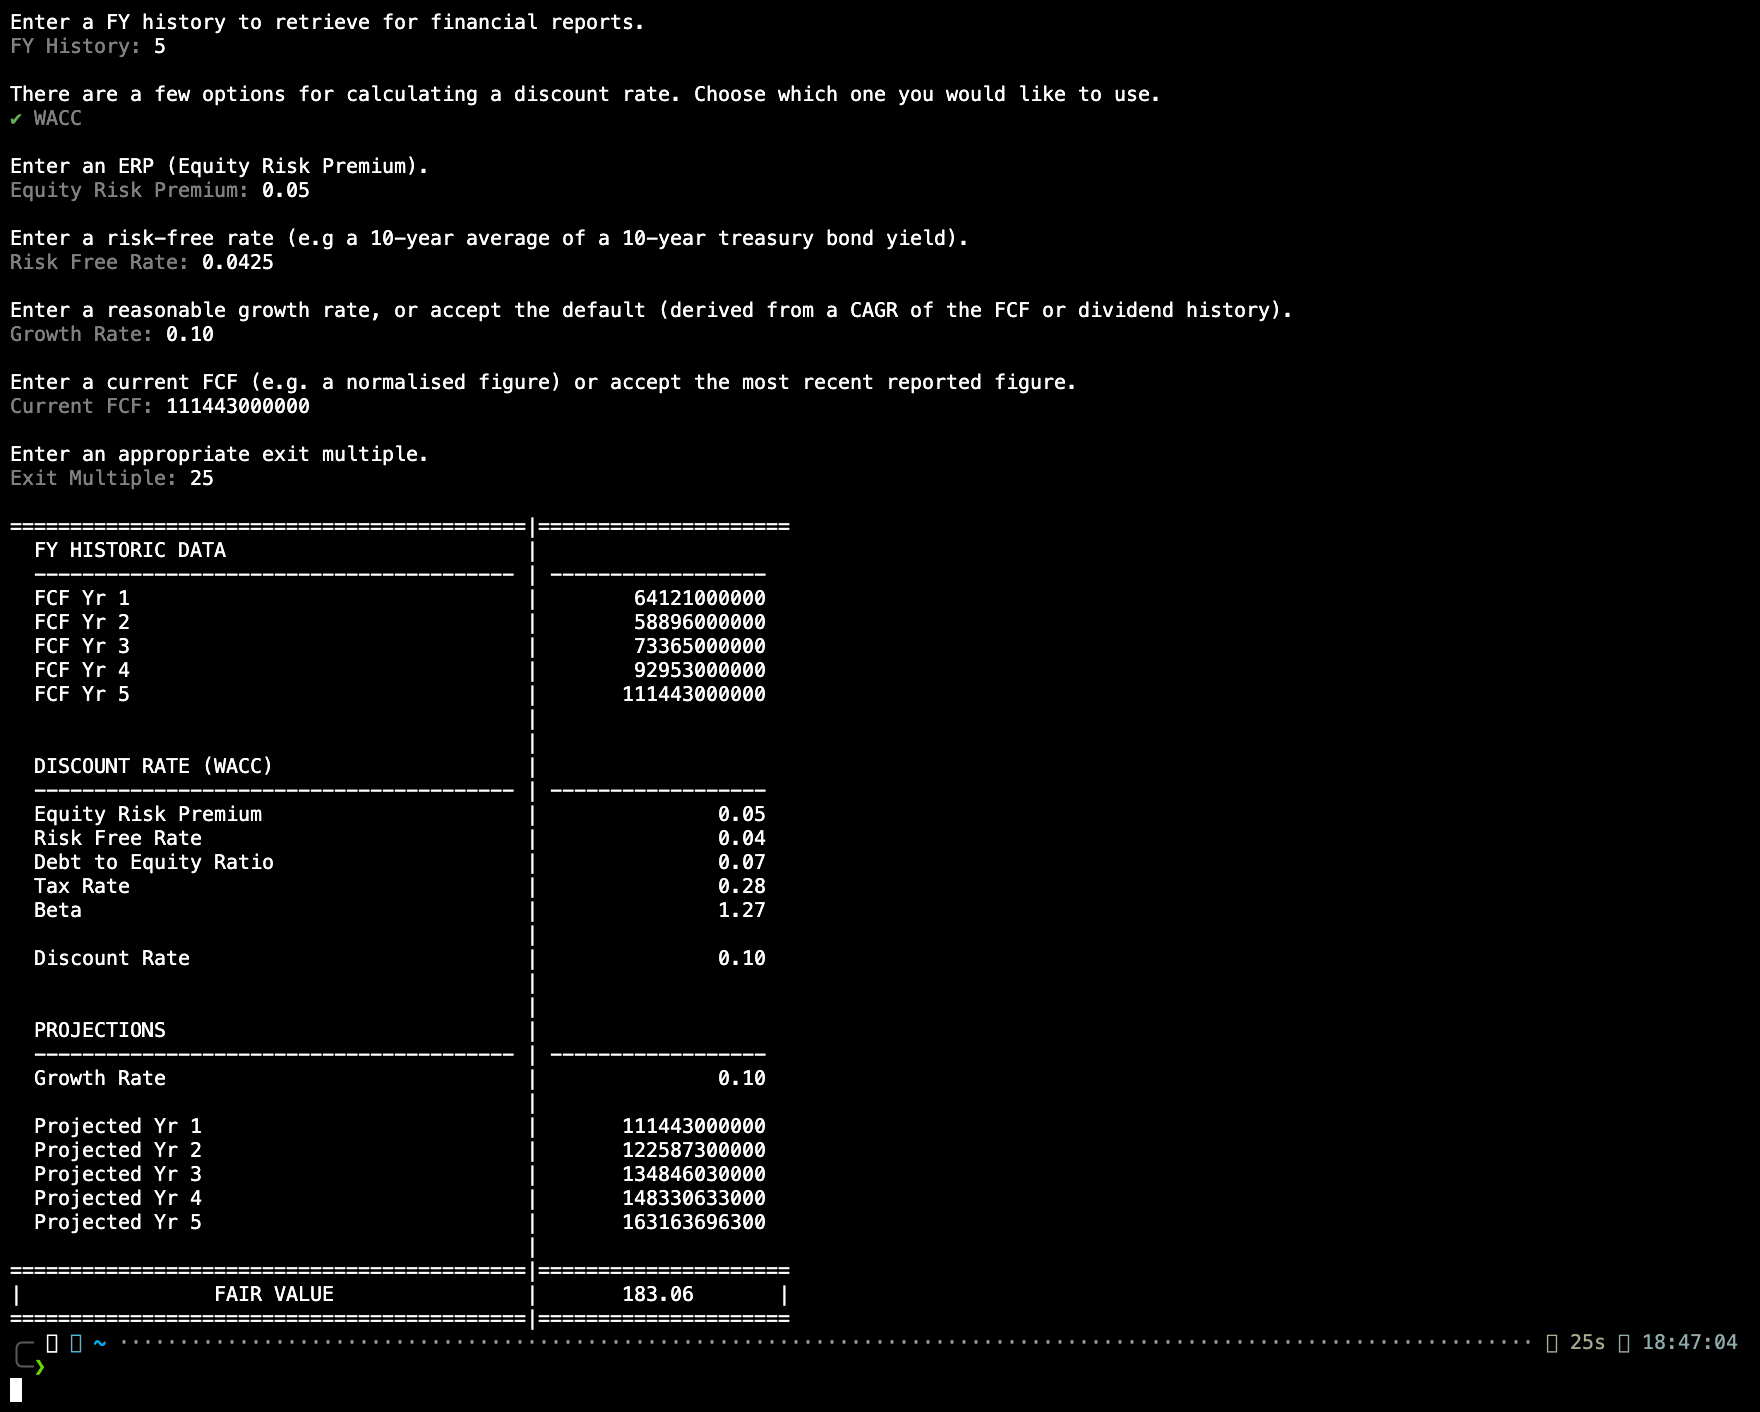 Enter a FY history to retrieve for financial reports.
FY History: 5
There are a few options for calculating a discount rate. Choose which one you would like to use.
✔ WACC
Enter an ERP (Equity Risk Premium).
Equity Risk Premium: 0.05
Enter a risk-free rate (e.g a 10-year average of a 10-year treasury bond yield).
Risk Free Rate: 0.0425
Enter a reasonable growth rate, or accept the default (derived from a CAGR of the FCF or dividend history).
Growth Rate: 0.10
Enter a current FCF (e.g. a normalised figure) or accept the most recent reported figure.
Current FCF: 111443000000
Enter an appropriate exit multiple.
Exit Multiple: 25
===========================================|=====================
FY HISTORIC DATA |
---------------------------------------- | ------------------
FCF Yr 1 | 64121000000
FCF Yr 2 | 58896000000
FCF Yr 3 | 73365000000
FCF Yr 4 | 92953000000
FCF Yr 5 | 111443000000
|
|
DISCOUNT RATE (WACC) |
---------------------------------------- | ------------------
Equity Risk Premium | 0.05
Risk Free Rate | 0.04
Debt to Equity Ratio | 0.07
Tax Rate | 0.28
Beta | 1.27
|
Discount Rate | 0.10
|
|
PROJECTIONS |
---------------------------------------- | ------------------
Growth Rate | 0.10
|
Projected Yr 1 | 111443000000
Projected Yr 2 | 122587300000
Projected Yr 3 | 134846030000
Projected Yr 4 | 148330633000
Projected Yr 5 | 163163696300
|
===========================================|=====================
| FAIR VALUE | 183.06 |
===========================================|=====================
~ 25s 18:47:04
❯